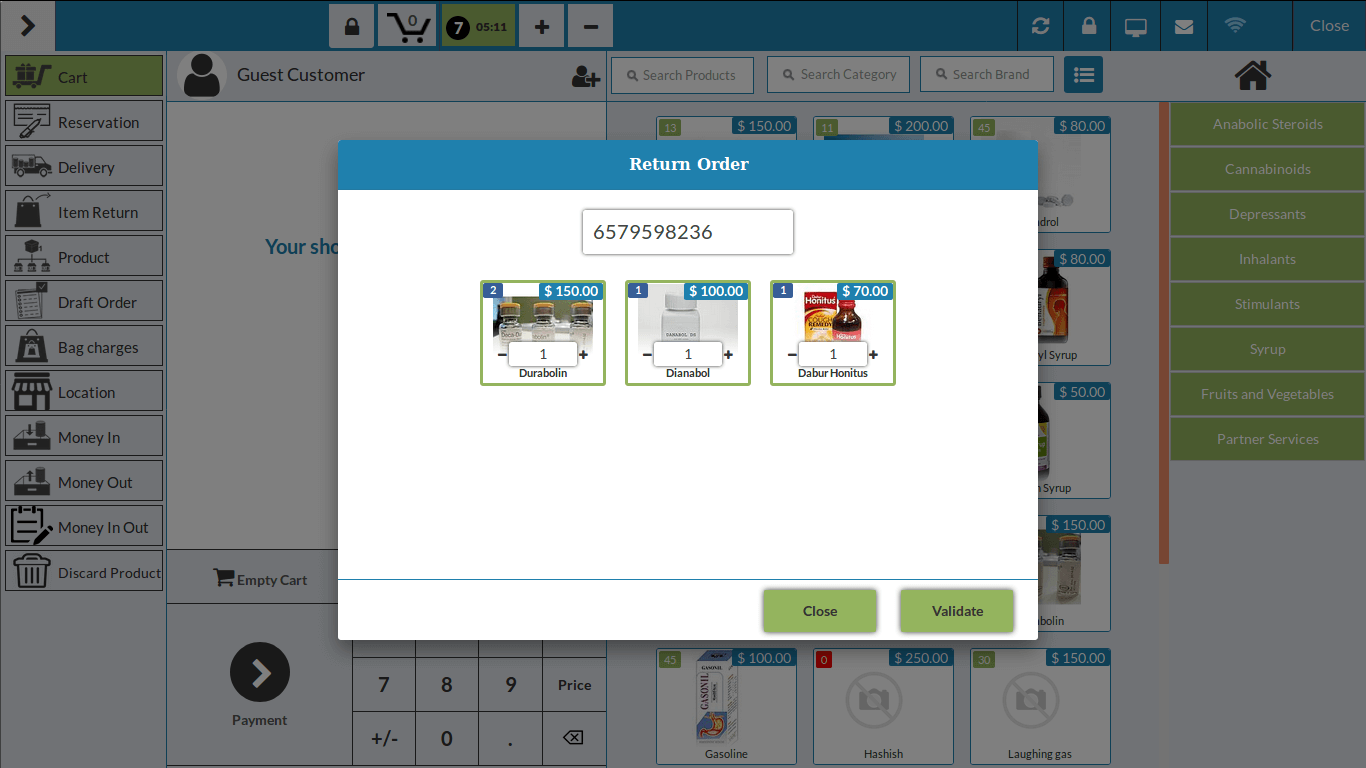 0
7 05:11
Close
Cart
Reservation
Delivery
Item Return
Product
Draft Order
Bag charges
Location
Money In
Money Out
Money In Out
Discard Product
Guest Customer
Your sho
Empty Cart
Payment
7 8 9 Price
+/- 0 .
Search Products
Search Category
Search Brand
13 $ 150.00
11 $ 200.00
45 $ 80.00
drol
$ 80.00
yl Syrup
$ 50.00
Syrup
$ 150.00
bolin
45 $ 100.00
GASONIL
GASONIL
Gasoline
0 $ 250.00
Hashish
30 $ 150.00
Laughing gas
Anabolic Steroids
Cannabinoids
Depressants
Inhalants
Stimulants
Syrup
Fruits and Vegetables
Partner Services
Return Order
6579598236
2 $ 150.00
1
Durabolin
1 $ 100.00
1
Dianabol
1 $ 70.00
Honitus
COUGH
REMEDY
1
Dabur Honitus
Close
Validate